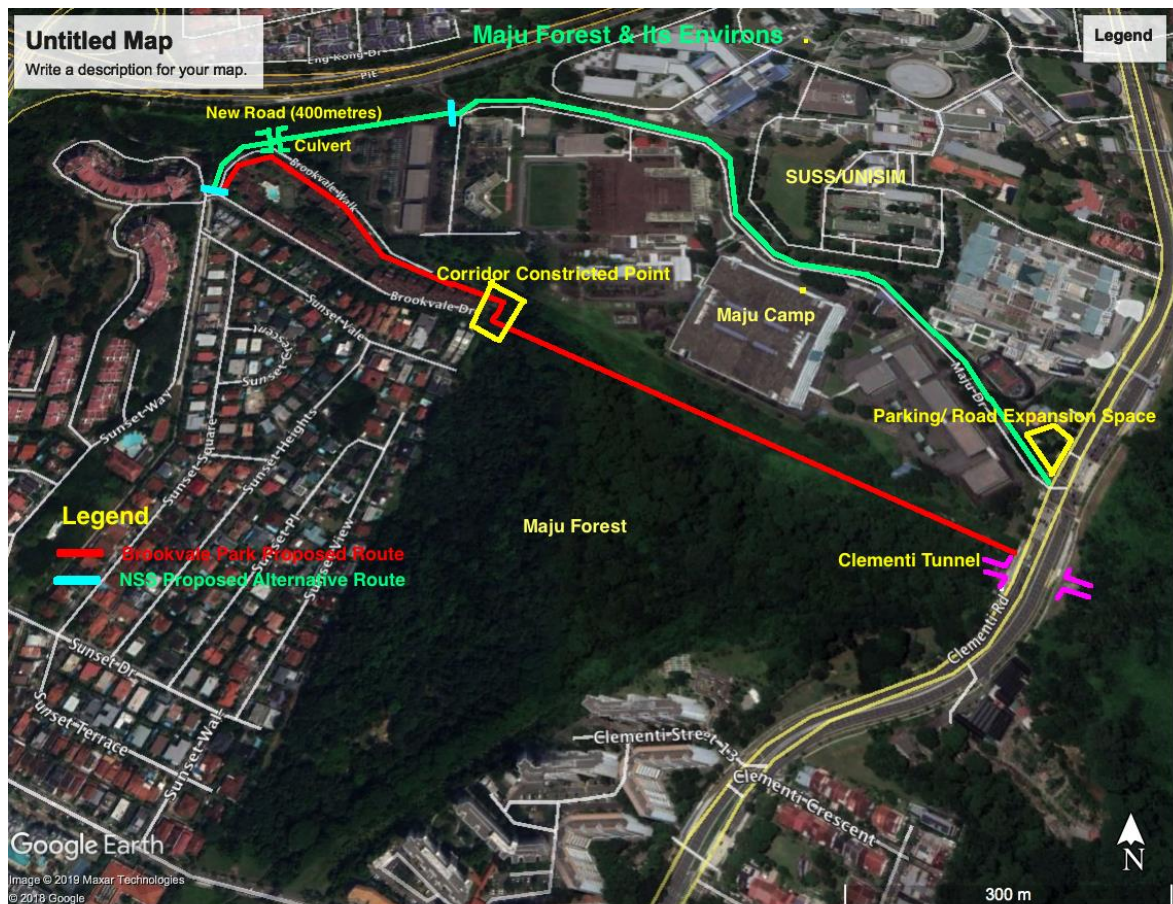 Untitled Map
Write a description for your map.
Maju Forest & Its Environs
Legend
Eng-Kong-Dr
PIE
New Road (400metres)
Culvert
Brookvale-Walk
SUSS/UNISIM
Corridor Constricted Point
Brookvale-Dr
Sunset-Vale
Maju Camp
Maju-Dr
Parking/ Road Expansion Space
Sunset-Way
Sunset-Square
Sunset-Heights
Sunset-Pl
Sunset-View
Legend
Brookvale Park Proposed Route
NSS Proposed Alternative Route
Maju Forest
Clementi Tunnel
Clementi-Rd
Sunset-Dr
Sunset-Terrace
Sunset-Walk
Clementi Street-13
Clementi-Crescent
Google Earth
Image © 2019 Maxar Technologies
© 2018 Google
N
300 m